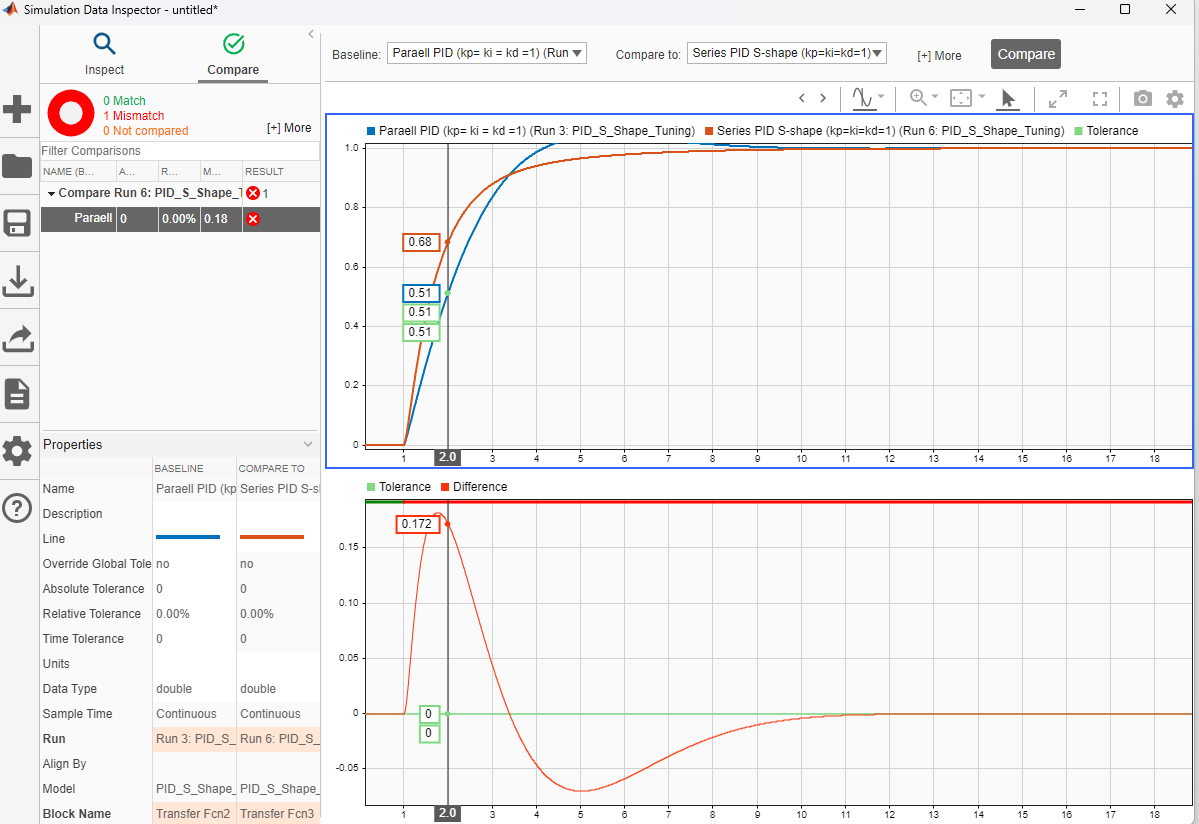 Simulation Data Inspector - untitled*
Inspect
Compare
0 Match
1 Mismatch
0 Not compared
[+] More
Filter Comparisons
NAME (B... A... R... M... RESULT
Compare Run 6: PID_S_Shape_T 1
Paraell 0 0.00% 0.18
Properties
BASELINE COMPARE TO
Name Paraell PID (kp Series PID S-sl
Description
Line
Override Global Tole no no
Absolute Tolerance 0 0
Relative Tolerance 0.00% 0.00%
Time Tolerance 0 0
Units
Data Type double double
Sample Time Continuous Continuous
Run Run 3: PID_S_ Run 6: PID_S_
Align By
Model PID_S_Shape_ PID_S_Shape_
Block Name Transfer Fcn2 Transfer Fcn3
Baseline: Paraell PID (kp= ki = kd =1) (Run Compare to: Series PID S-shape (kp=ki=kd=1) [+] More Compare
Paraell PID (kp= ki = kd =1) (Run 3: PID_S_Shape_Tuning) Series PID S-shape (kp=ki=kd=1) (Run 6: PID_S_Shape_Tuning) Tolerance
1.0
0.8
0.68
0.6
0.51
0.51
0.51
0.4
0.2
0
1 2.0 3 4 5 6 7 8 9 10 11 12 13 14 15 16 17 18
Tolerance Difference
0.172
0.15
0.10
0.05
0
0
0
-0.05
1 2.0 3 4 5 6 7 8 9 10 11 12 13 14 15 16 17 18